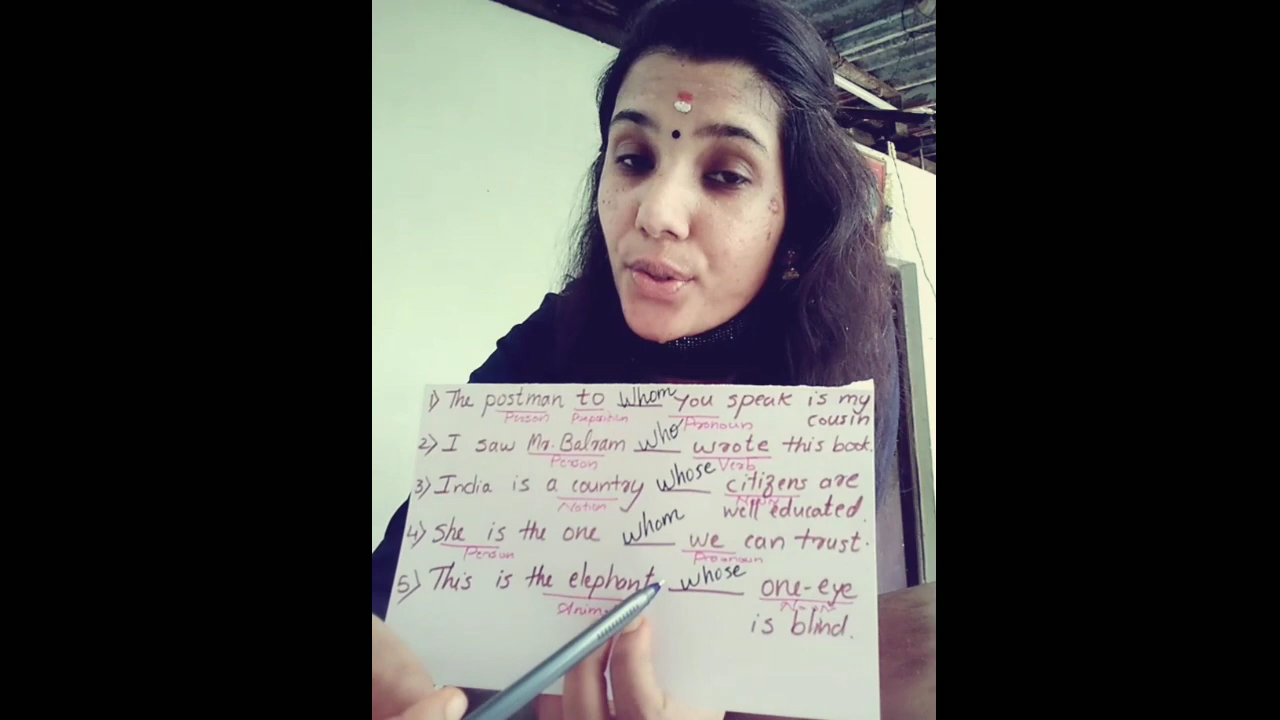 1) The postman to whom you speak is my
Person Preposition Pronoun cousin
2) I saw Mr. Balram who wrote this book.
Person Verb
3) India is a country whose citizens are
Nation Noun well educated.
4) She is the one whom we can trust.
Person Pronoun
5) This is the elephant whose one-eye
Noun
is blind.